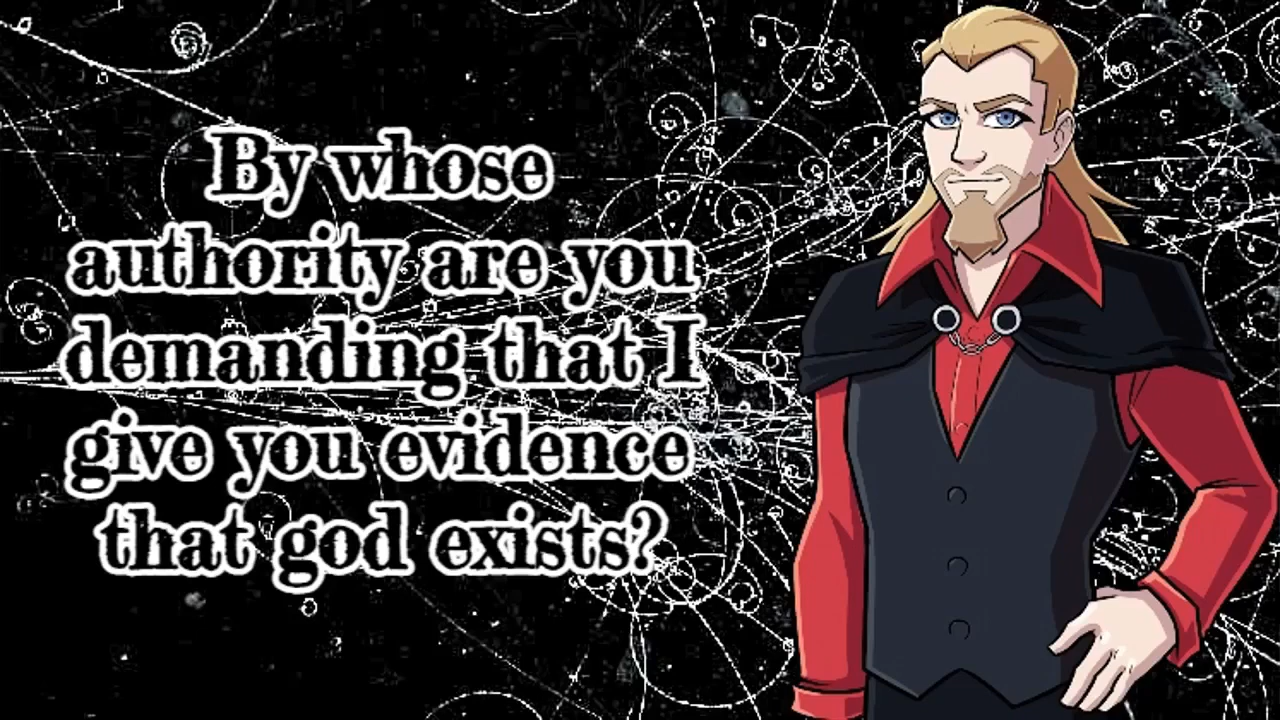 By whose
authority are you
demanding that I
give you evidence
that god exists?